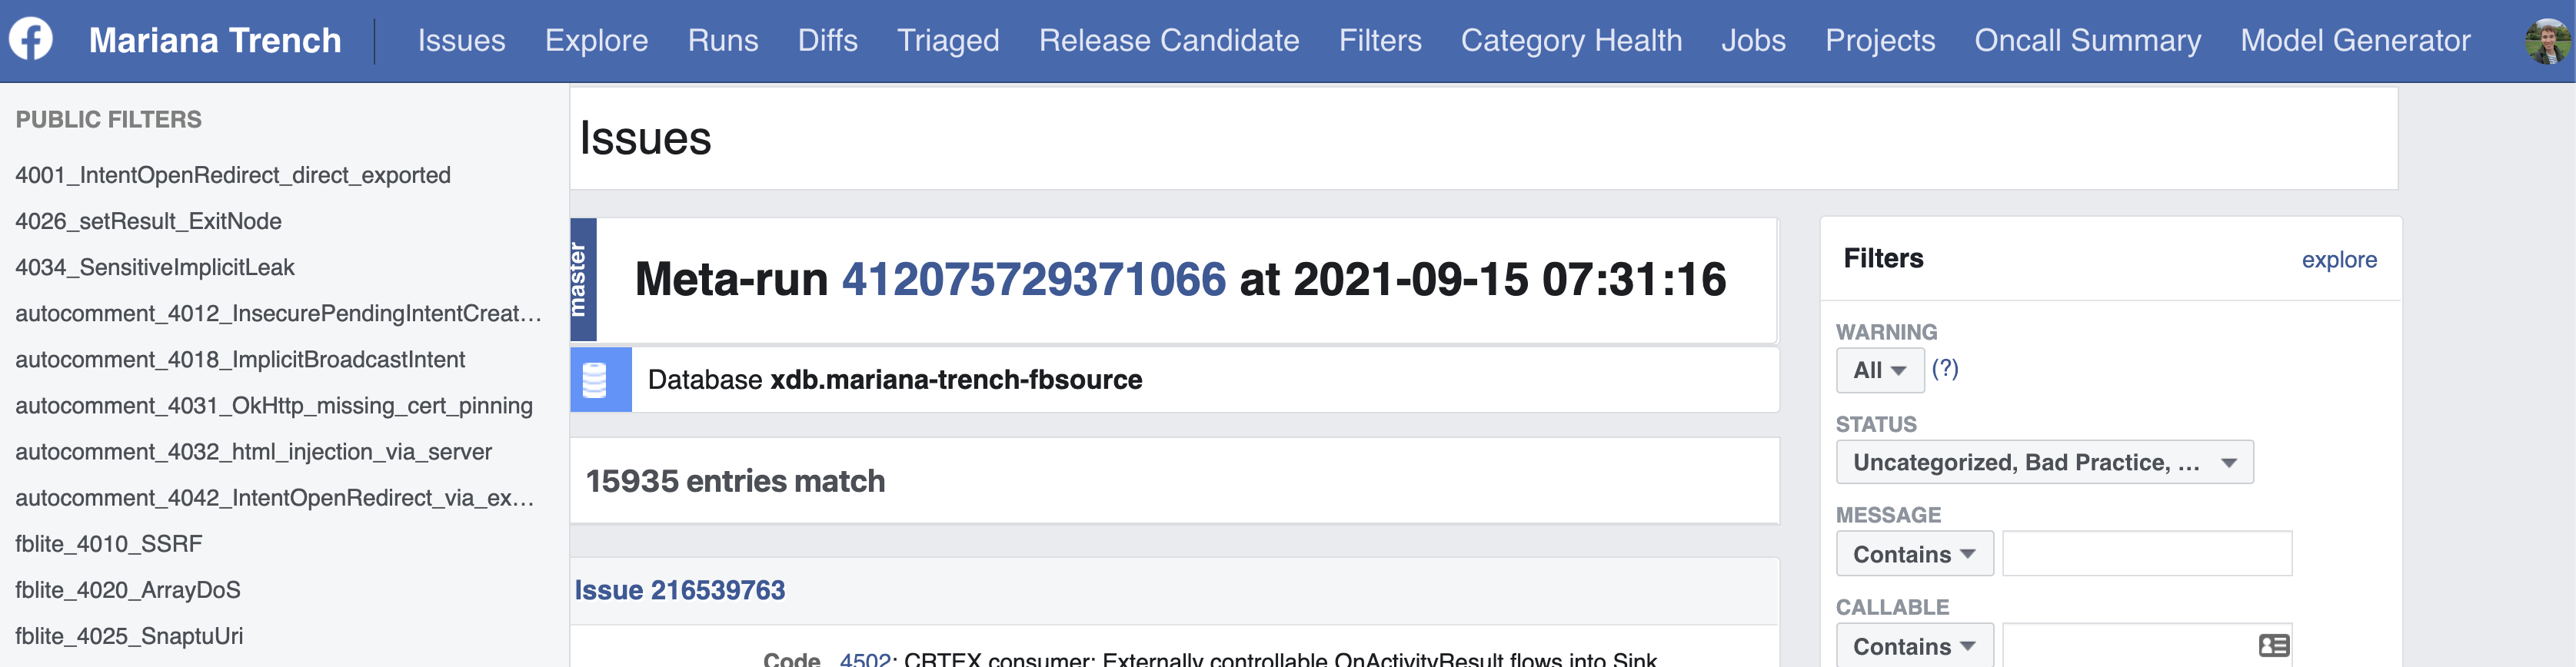 Mariana Trench Issues Explore Runs Diffs Triaged Release Candidate Filters Category Health Jobs Projects Oncall Summary Model Generator
PUBLIC FILTERS
4001_IntentOpenRedirect_direct_exported
4026_setResult_ExitNode
4034_SensitiveImplicitLeak
autocomment_4012_InsecurePendingIntentCreat...
autocomment_4018_ImplicitBroadcastIntent
autocomment_4031_OkHttp_missing_cert_pinning
autocomment_4032_html_injection_via_server
autocomment_4042_IntentOpenRedirect_via_ex...
fblite_4010_SSRF
fblite_4020_ArrayDoS
fblite_4025_SnaptuUri
Issues
master
Meta-run 412075729371066 at 2021-09-15 07:31:16
Database xdb.mariana-trench-fbsource
15935 entries match
Issue 216539763
Code 4502: CRTEX consumer: Externally controllable OnActivityResult flows into Sink
Filters explore
WARNING
All (?)
STATUS
Uncategorized, Bad Practice, ...
MESSAGE
Contains
CALLABLE
Contains